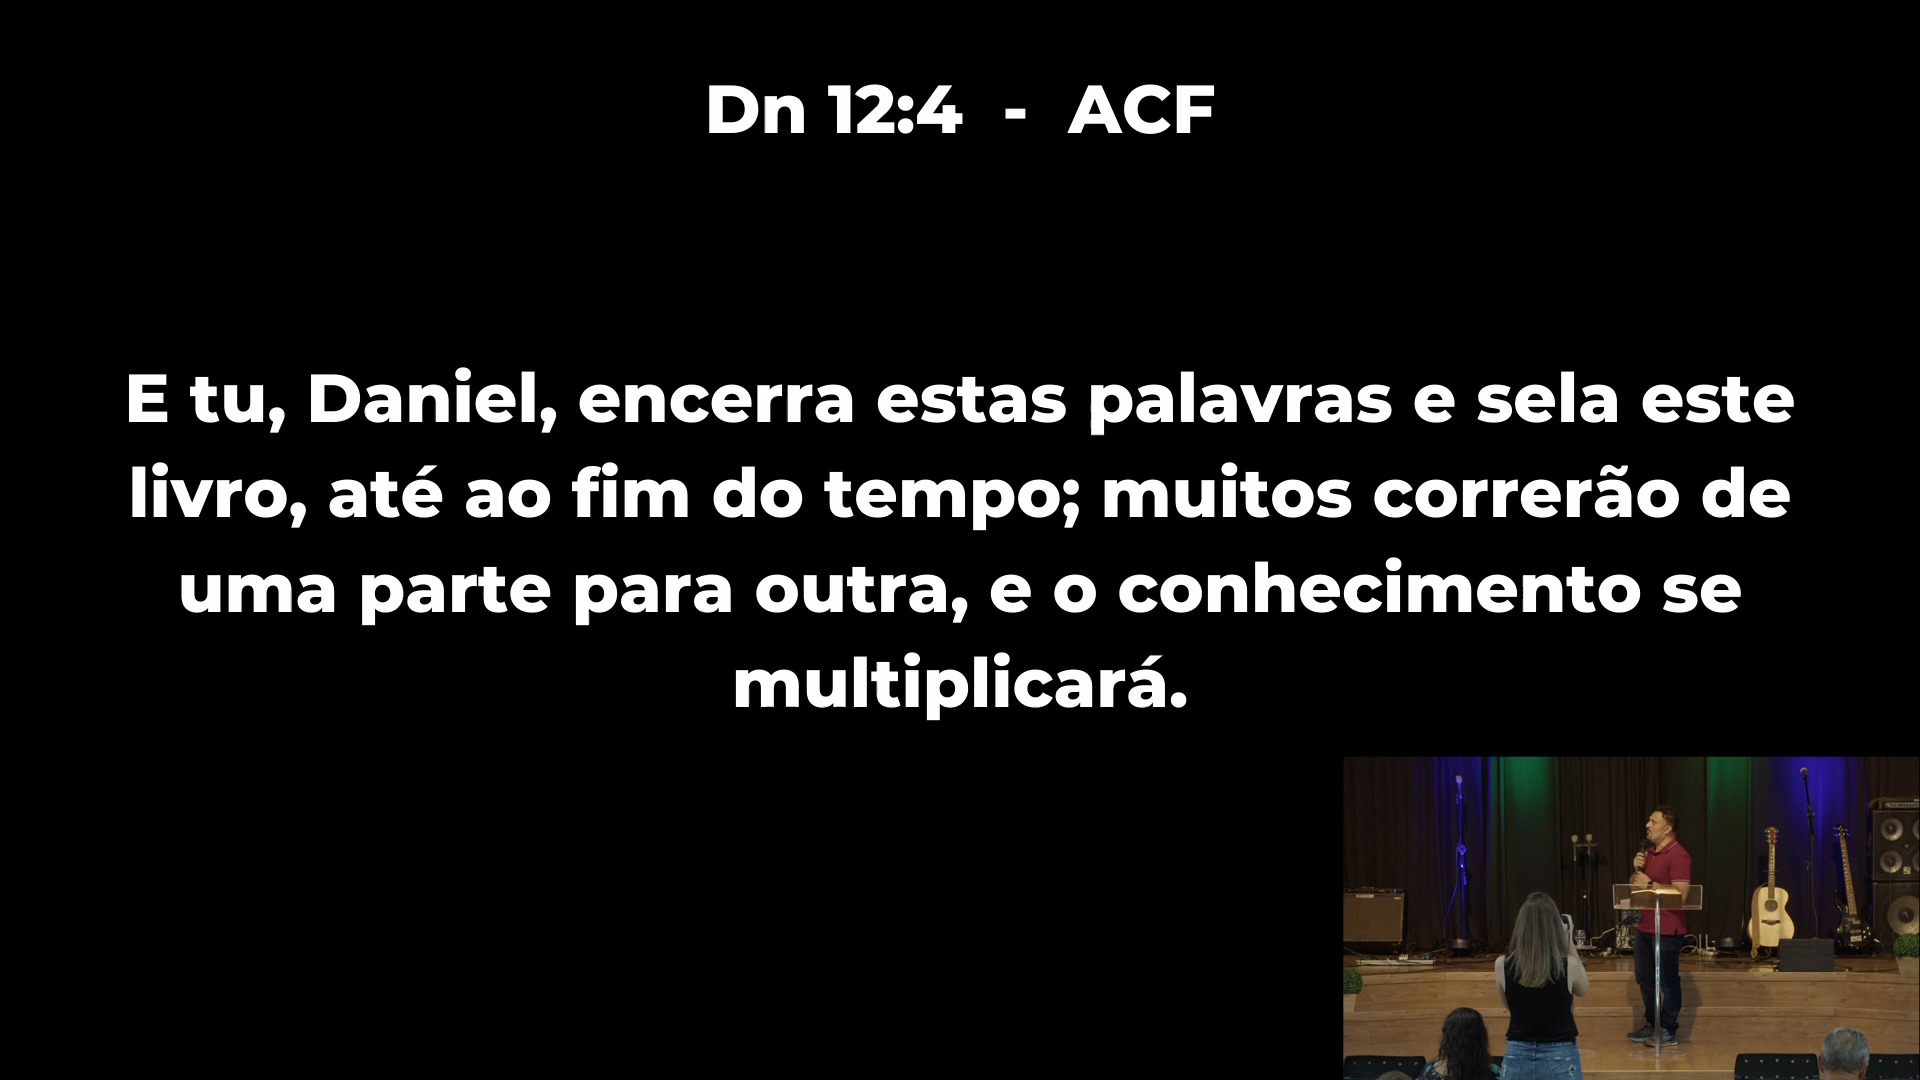 Dn 12:4 - ACF
E tu, Daniel, encerra estas palavras e sela este
livro, até ao fim do tempo; muitos correrão de
uma parte para outra, e o conhecimento se
multiplicará.